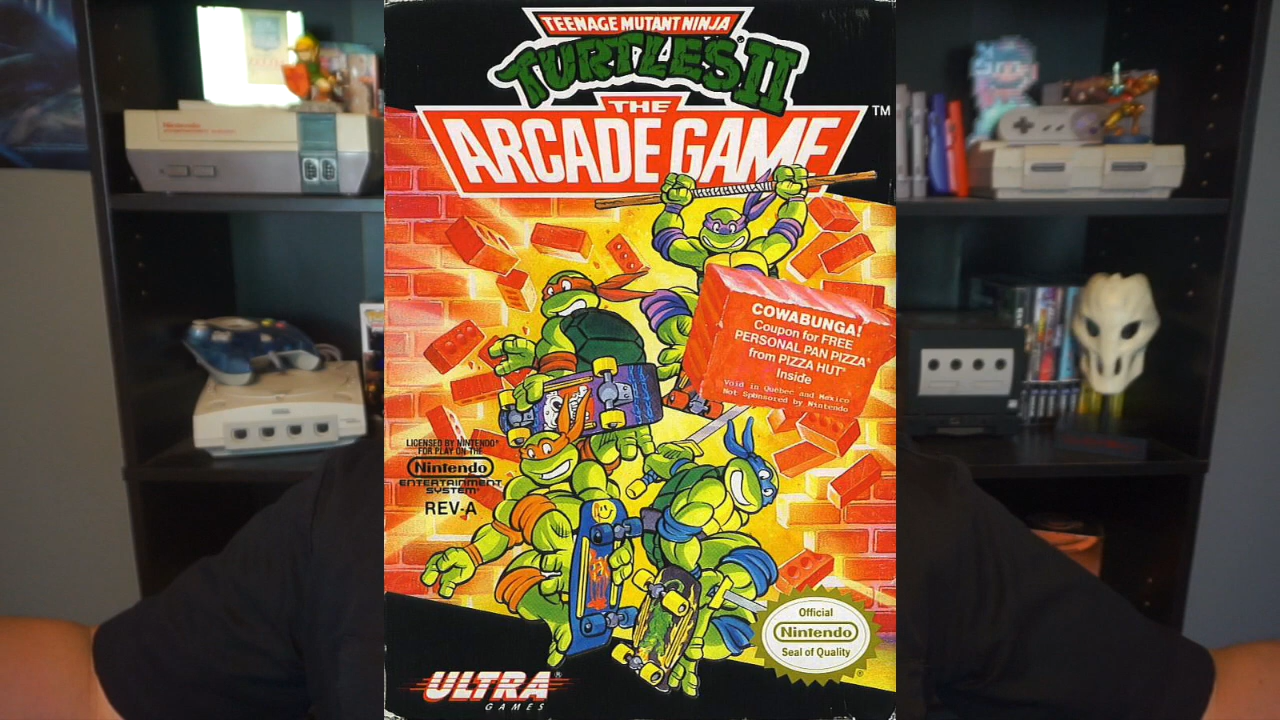 TEENAGE MUTANT NINJA
TURTLES® II
THE
ARCADE GAME™
COWABUNGA!
Coupon for FREE
PERSONAL PAN PIZZA®
from PIZZA HUT®
Inside
Void in Quebec and Mexico
Not Sponsored by Nintendo
LICENSED BY NINTENDO®
FOR PLAY ON THE
Nintendo
ENTERTAINMENT
SYSTEM®
REV-A
Official
Nintendo
Seal of Quality
®
ULTRA®
GAMES
Nintendo